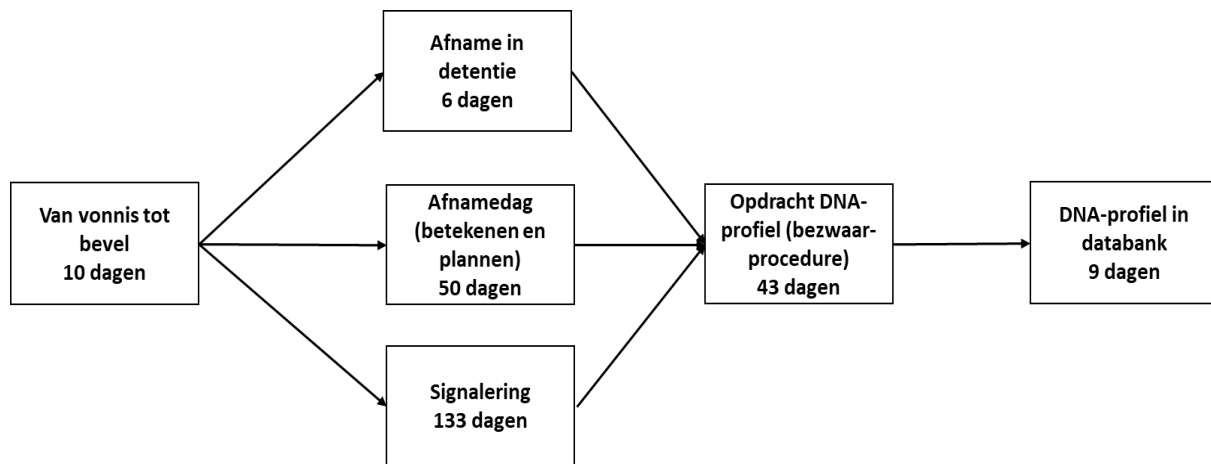 Van vonnis tot
bevel
10 dagen
Afname in
detentie
6 dagen
Afnamedag
(betekenen en
plannen)
50 dagen
Signalering
133 dagen
Opdracht DNA-
profiel (bezwaar-
procedure)
43 dagen
DNA-profiel in
databank
9 dagen